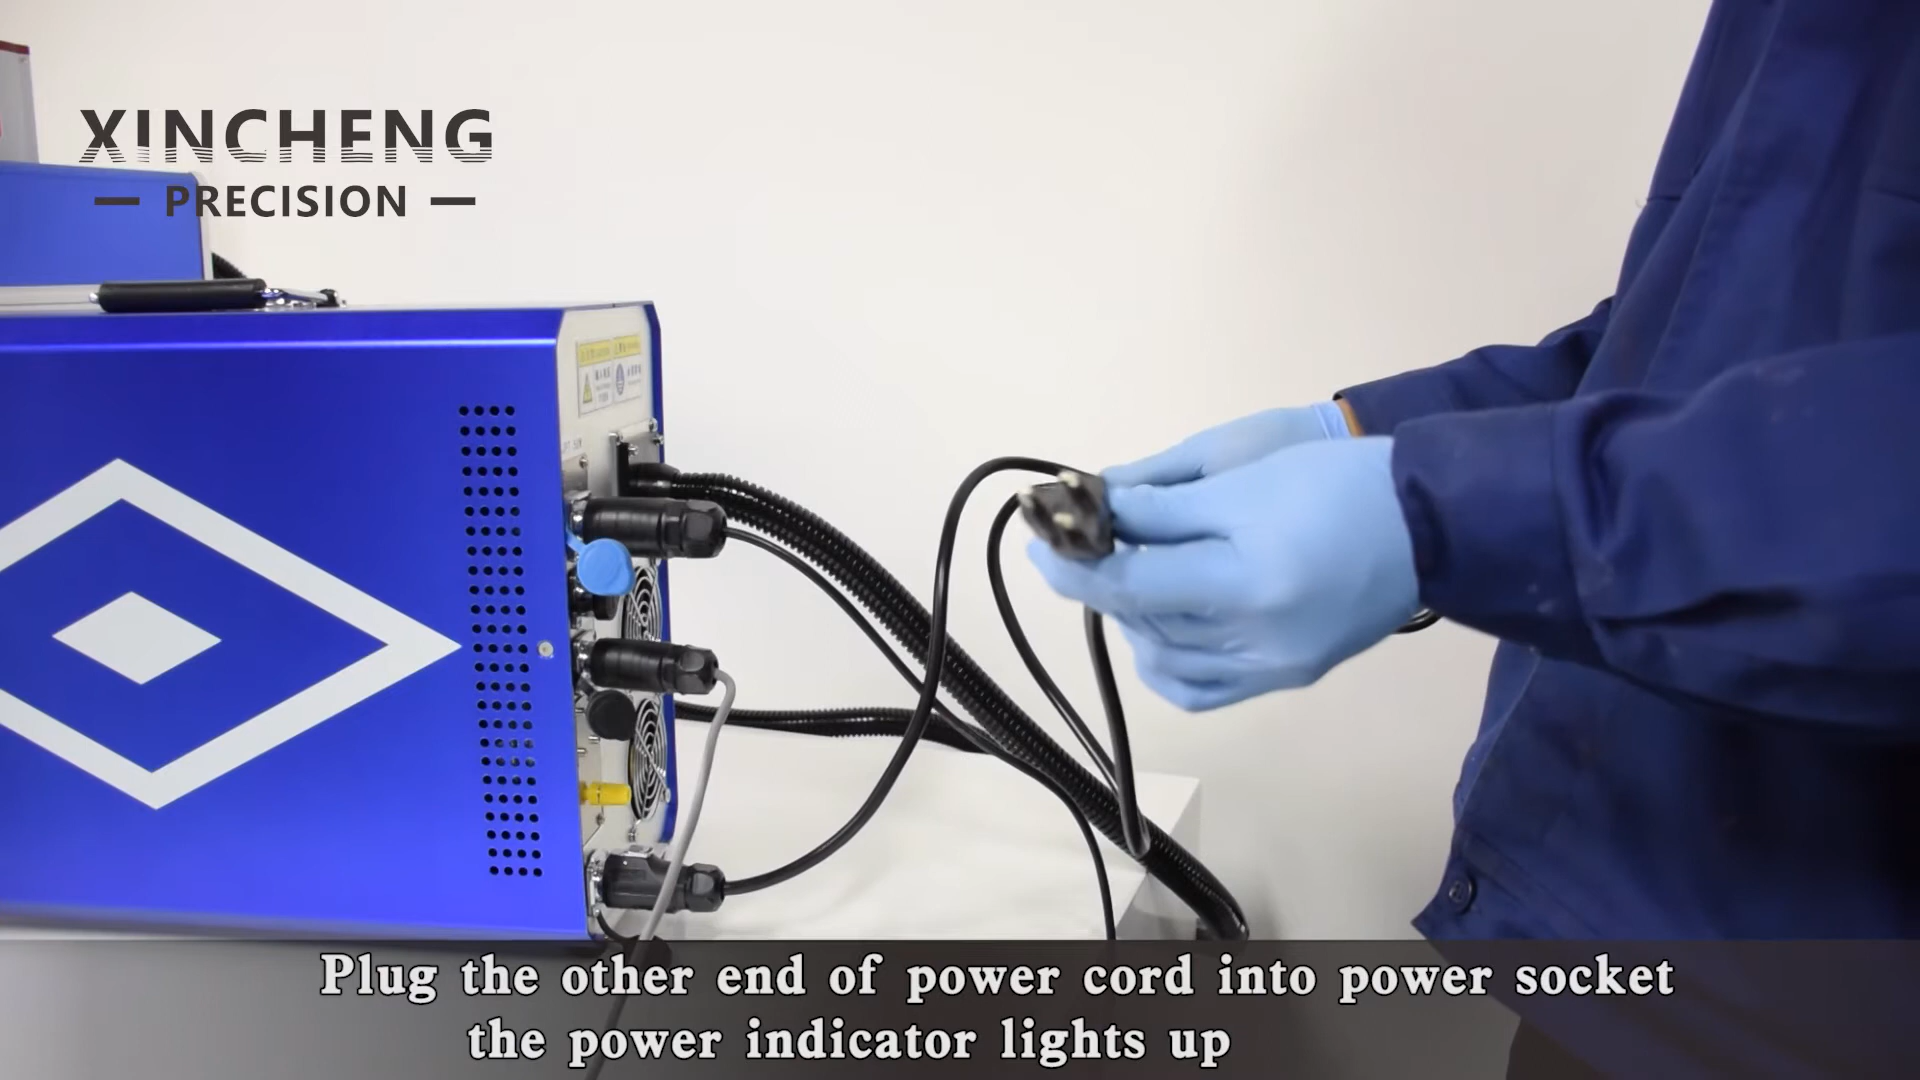 XINCHENG
PRECISION
Plug the other end of power cord into power socket
the power indicator lights up